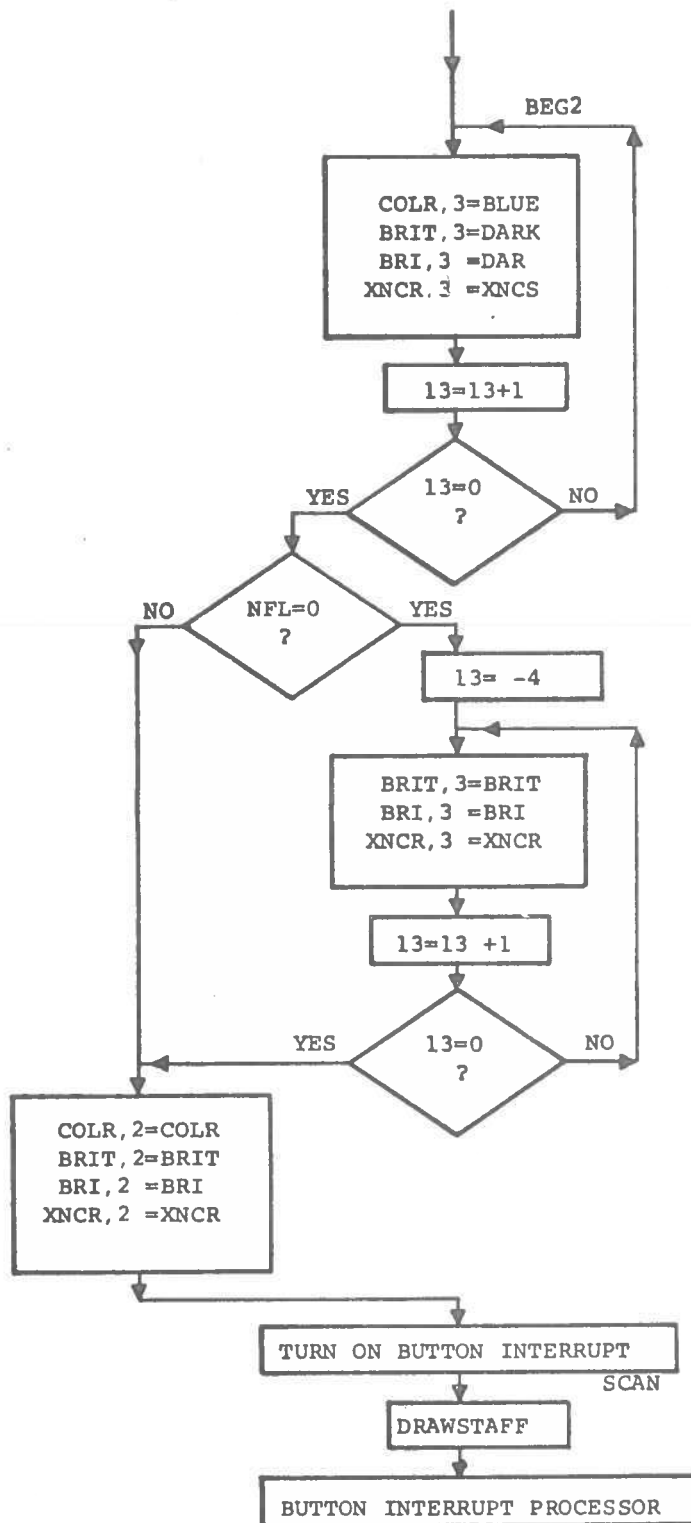 BEG2
COLR,3=BLUE
BRIT,3=DARK
BRI,3 =DAR
XNCR,3 =XNCS
13=13+1
13=0
?
YES
NO
NFL=0
?
NO
YES
13= -4
BRIT,3=BRIT
BRI,3 =BRI
XNCR,3 =XNCR
13=13 +1
13=0
?
YES
NO
COLR,2=COLR
BRIT,2=BRIT
BRI,2 =BRI
XNCR,2 =XNCR
TURN ON BUTTON INTERRUPT
SCAN
DRAWSTAFF
BUTTON INTERRUPT PROCESSOR